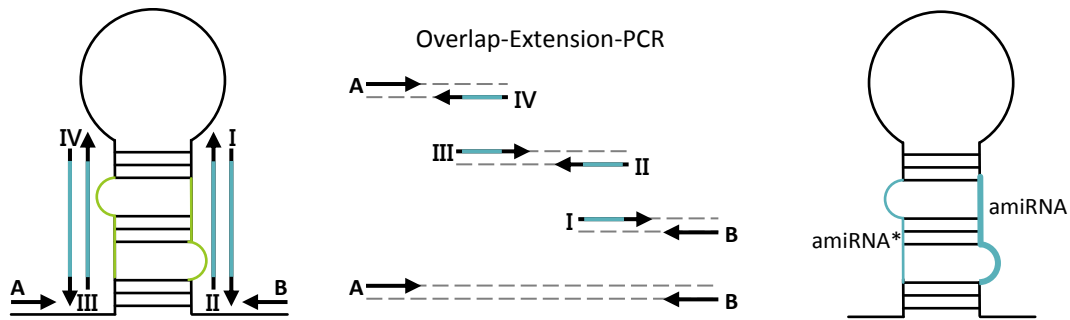 IV
I
A
III
II
B
Overlap-Extension-PCR
A
IV
III
II
I
B
A
B
amiRNA
amiRNA*